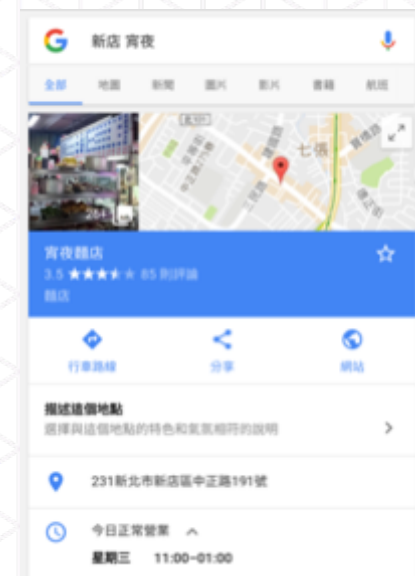 新店 宵夜
全部 地圖 新聞 圖片 影片 書籍 航班
七張
宵夜麵店
3.5 85 則評論
麵店
行車路線 分享 網站
描述這個地點
選擇與這個地點的特色和氣氛相符的說明
231新北市新店區中正路191號
今日正常營業
星期三 11:00–01:00